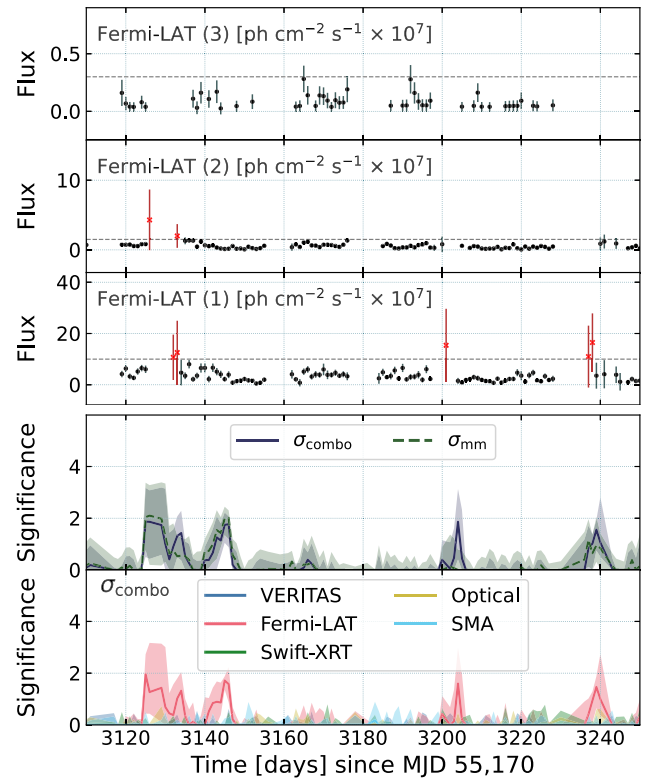 Fermi-LAT (3) [ph cm⁻² s⁻¹ × 10⁷]
Flux
0.5
0.0
Fermi-LAT (2) [ph cm⁻² s⁻¹ × 10⁷]
Flux
10
0
Fermi-LAT (1) [ph cm⁻² s⁻¹ × 10⁷]
Flux
40
20
0
Significance
4
2
0
σcombo
σmm
Significance
4
2
0
σcombo
VERITAS
Fermi-LAT
Swift-XRT
Optical
SMA
3120 3140 3160 3180 3200 3220 3240
Time [days] since MJD 55,170